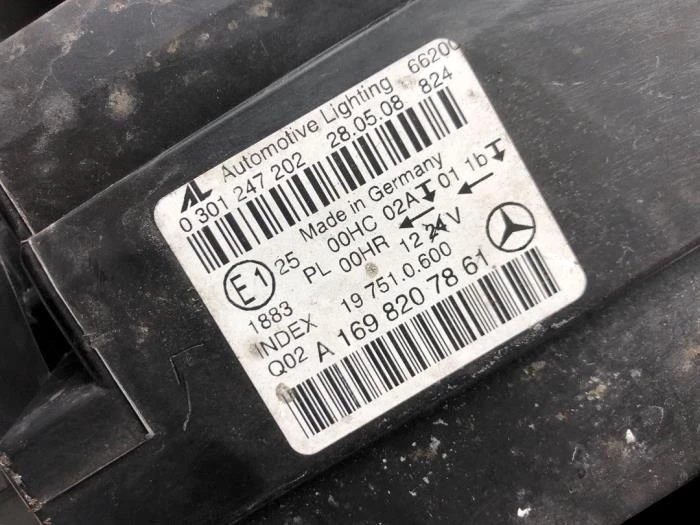 AL Automotive Lighting 66200
0 301 247 202 28.05.08 824
Made in Germany
E1 25 00HC 02A 01 1b
PL 00HR 12 24V
1883
INDEX 19 751.0.600
Q02 A 169 820 78 61